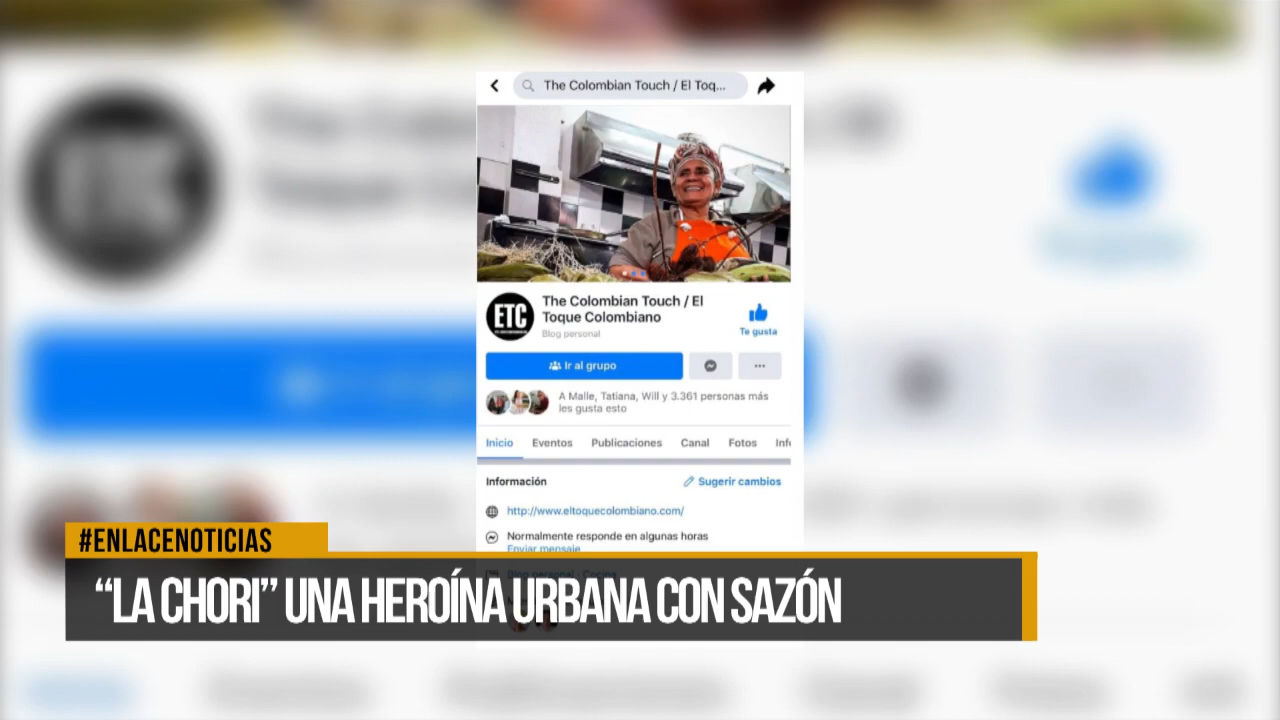 The Colombian Touch / El Toq...
ETC
The Colombian Touch / El
Toque Colombiano
Blog personal
Te gusta
Ir al grupo
A Malle, Tatiana, Will y 3.361 personas más
les gusta esto
Inicio Eventos Publicaciones Canal Fotos Info
Información Sugerir cambios
http://www.eltoquecolombiano.com/
Normalmente responde en algunas horas
Enviar mensaje
Blog personal · Cocina
#ENLACENOTICIAS
“LA CHORI” UNA HEROÍNA URBANA CON SAZÓN